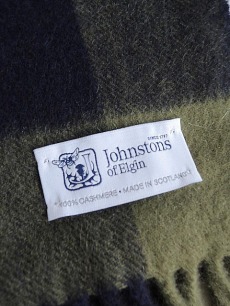 SINCE 1797
Johnstons
of Elgin
100% CASHMERE • MADE IN SCOTLAND